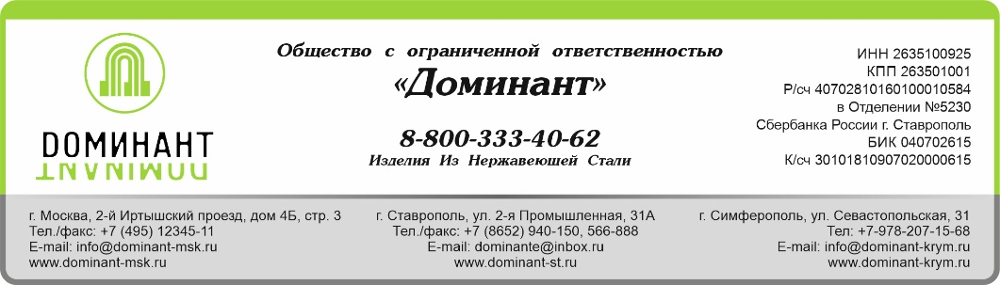 DОМИНАНТ
DOMINANT
Общество с ограниченной ответственностью
«Доминант»
8-800-333-40-62
Изделия Из Нержавеюшей Стали
ИНН 2635100925
КПП 263501001
Р/сч 40702810160100010584
в Отделении №5230
Сбербанка России г. Ставрополь
БИК 040702615
К/сч 30101810907020000615
г. Москва, 2-й Иртышский проезд, дом 4Б, стр. 3
Тел./факс: +7 (495) 12345-11
E-mail: info@dominant-msk.ru
www.dominant-msk.ru
г. Ставрополь, ул. 2-я Промышленная, 31А
Тел./факс: +7 (8652) 940-150, 566-888
E-mail: dominante@inbox.ru
www.dominant-st.ru
г. Симферополь, ул. Севастопольская, 31
Тел: +7-978-207-15-68
E-mail: info@dominant-krym.ru
www.dominant-krym.ru